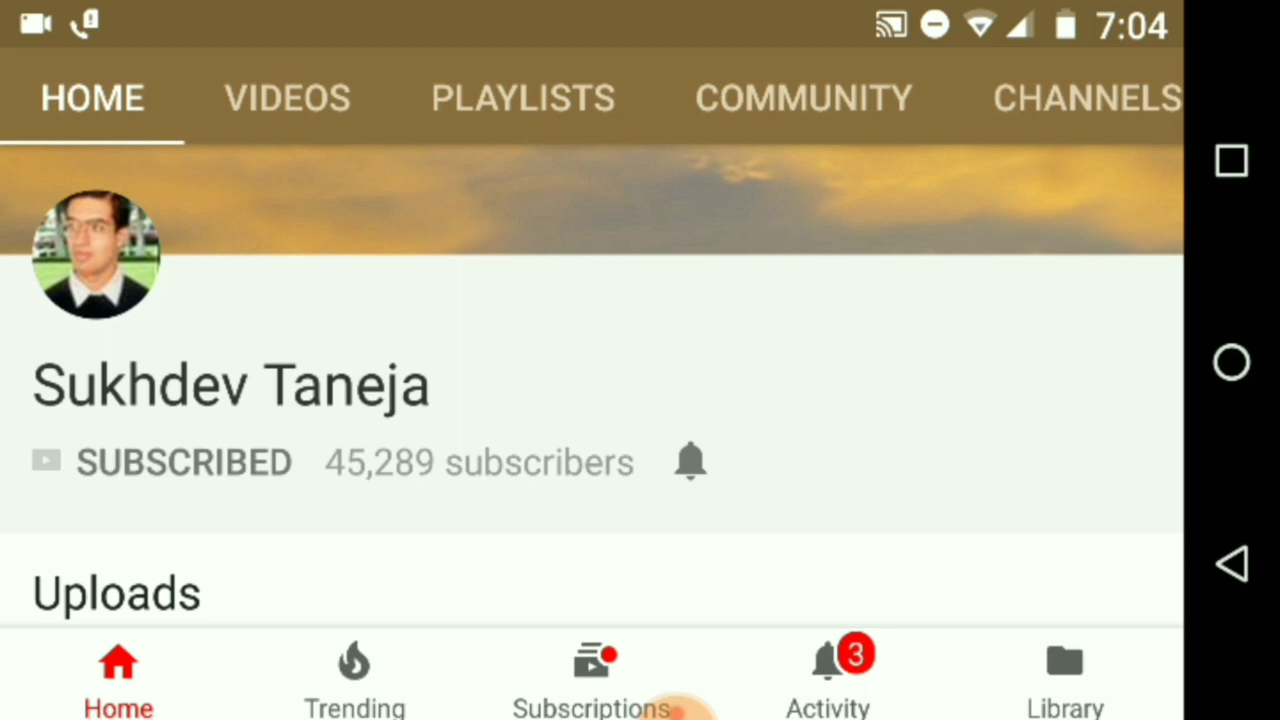 7:04
HOME VIDEOS PLAYLISTS COMMUNITY CHANNELS
Sukhdev Taneja
SUBSCRIBED 45,289 subscribers
Uploads
3
Home Trending Subscriptions Activity Library